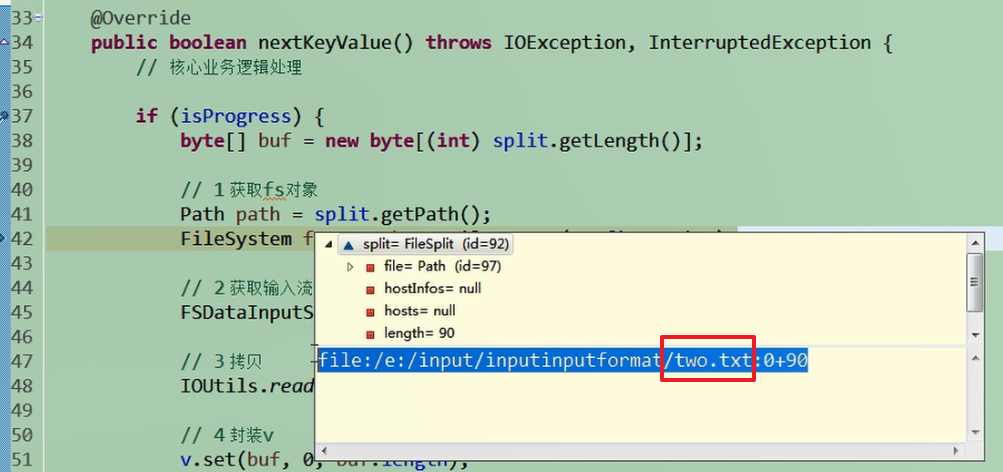 33 @Override
34 public boolean nextKeyValue() throws IOException, InterruptedException {
35 // 核心业务逻辑处理
36
37 if (isProgress) {
38 byte[] buf = new byte[(int) split.getLength()];
39
40 // 1 获取fs对象
41 Path path = split.getPath();
42 FileSystem f
split= FileSplit (id=92)
43
file= Path (id=97)
44 // 2 获取输入流
hostInfos= null
45 FSDataInputS
hosts= null
46
length= 90
47 // 3 拷贝
file:/e:/input/inputinputformat/two.txt:0+90
48 IOUtils.read
49
50 // 4 封装v
51 v.set(buf, 0, buf.length);